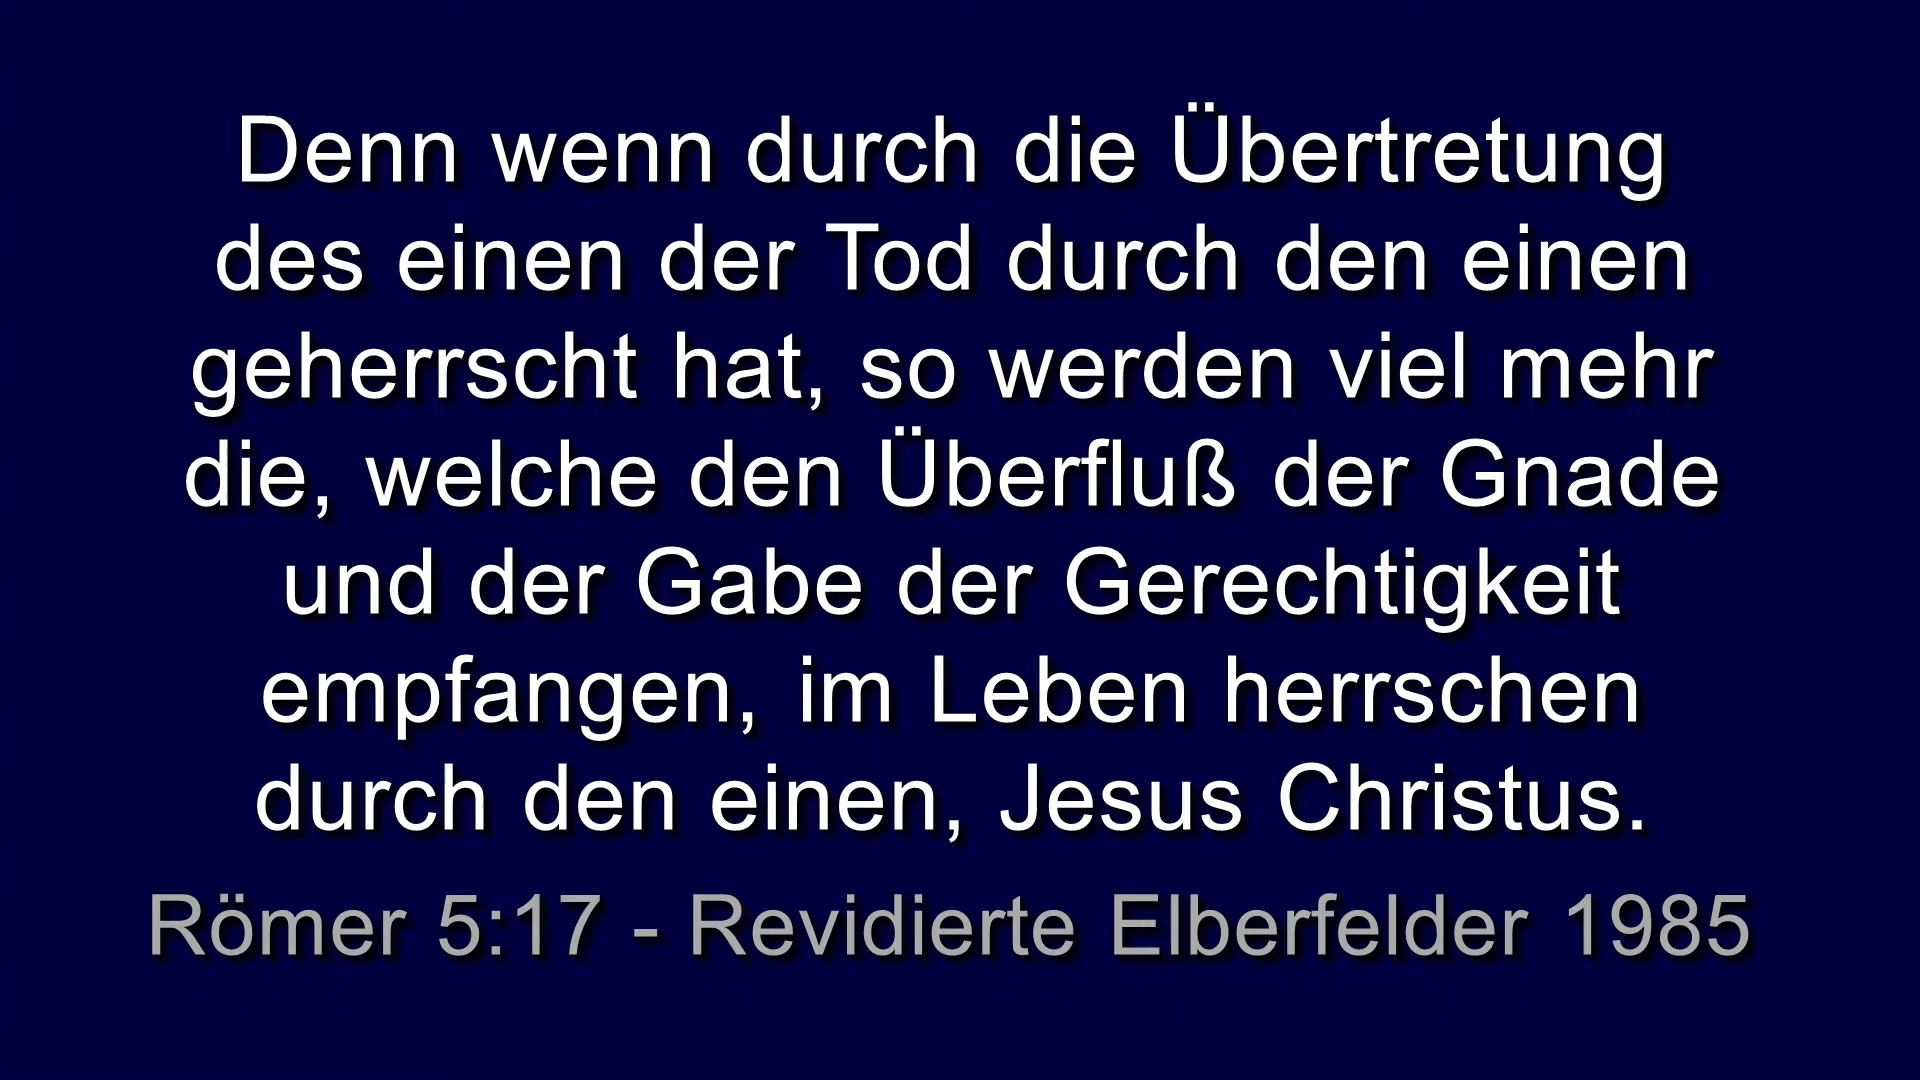 Denn wenn durch die Übertretung
des einen der Tod durch den einen
geherrscht hat, so werden viel mehr
die, welche den Überfluß der Gnade
und der Gabe der Gerechtigkeit
empfangen, im Leben herrschen
durch den einen, Jesus Christus.
Römer 5:17 - Revidierte Elberfelder 1985